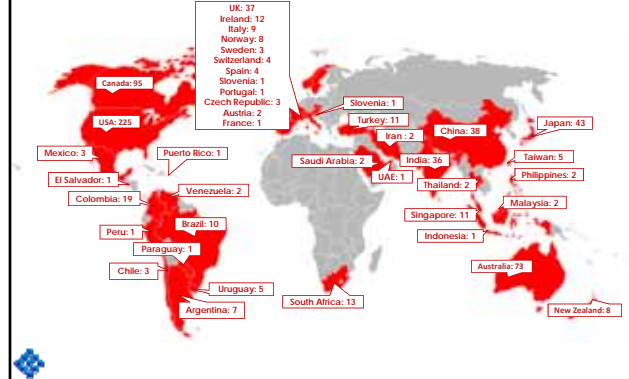 UK: 37
Ireland: 12
Italy: 9
Norway: 8
Sweden: 3
Switzerland: 4
Spain: 4
Slovenia: 1
Portugal: 1
Czech Republic: 3
Austria: 2
France: 1
Canada: 95
USA: 225
Mexico: 3
Puerto Rico: 1
El Salvador: 1
Colombia: 19
Venezuela: 2
Peru: 1
Brazil: 10
Paraguay: 1
Chile: 3
Uruguay: 5
Argentina: 7
Slovenia: 1
Turkey: 11
Iran : 2
China: 38
Japan: 43
Saudi Arabia: 2
India: 36
UAE: 1
Taiwan: 5
Thailand: 2
Philippines: 2
Singapore: 11
Malaysia: 2
Indonesia: 1
South Africa: 13
Australia: 73
New Zealand: 8